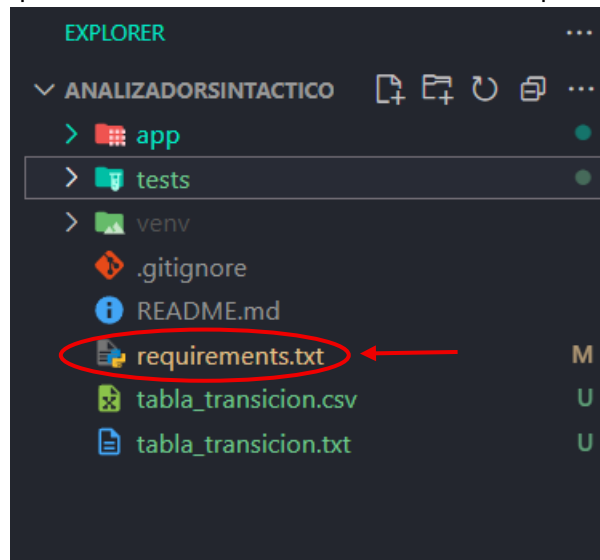 EXPLORER
ANALIZADORSINTACTICO
app
tests
venv
.gitignore
README.md
requirements.txt M
tabla_transicion.csv U
tabla_transicion.txt U